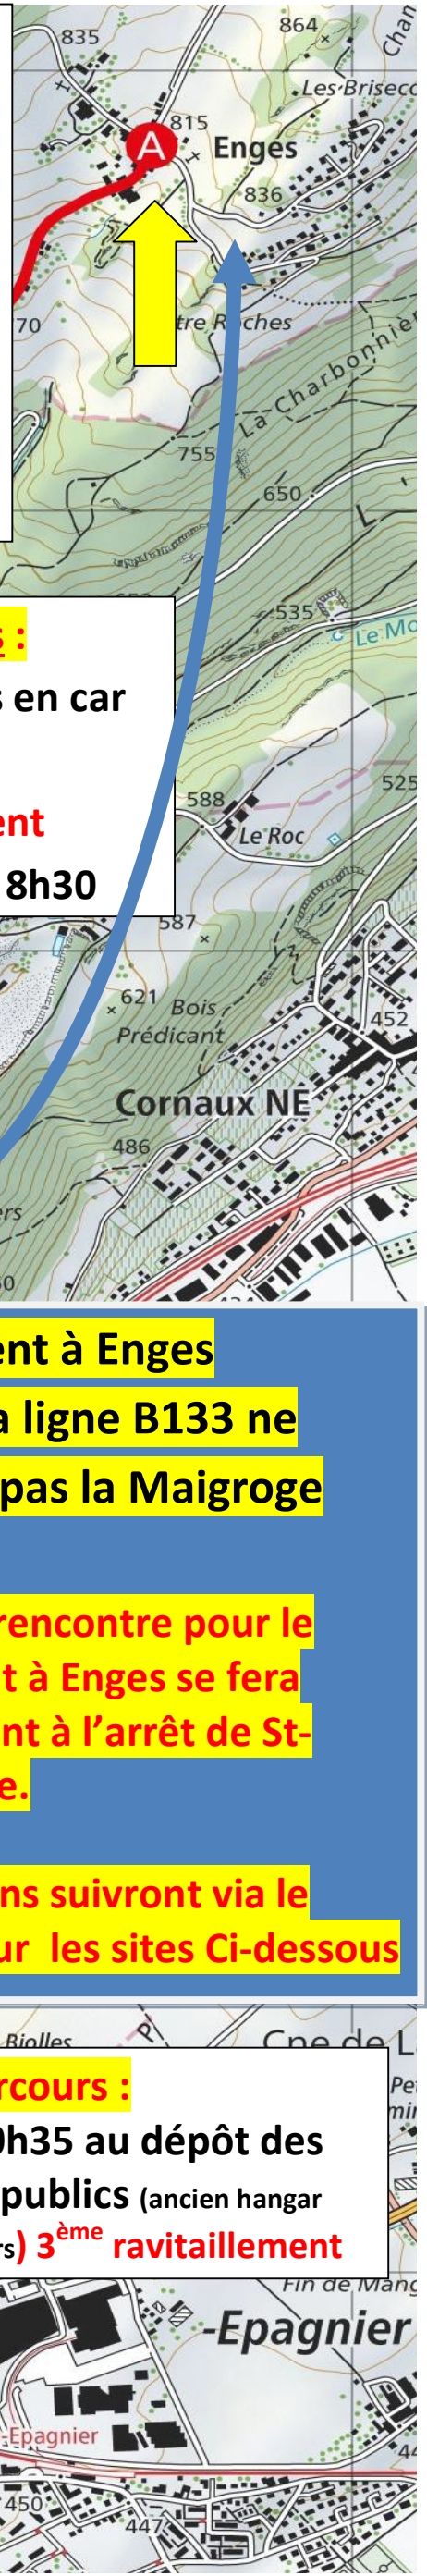 835
864
Chan
Les Brisecc
A
815
Enges
836
70
tre Roches
La Charbonnièr
755
650
L
535
Le Mo
s :
s en car
ent
8h30
588
525
Le Roc
587
621
Bois
Prédicant
452
Cornaux NE
486
ers
ent à Enges
a ligne B133 ne
pas la Maigroge
rencontre pour le
t à Enges se fera
nt à l’arrêt de St-
e.
ns suivront via le
ur les sites Ci-dessous
Biolles
P
Cne de L
rcours :
0h35 au dépôt des
publics (ancien hangar
rs) 3ème ravitaillement
Fin de Mang
-Epagnier
-Epagnier
450
447
44